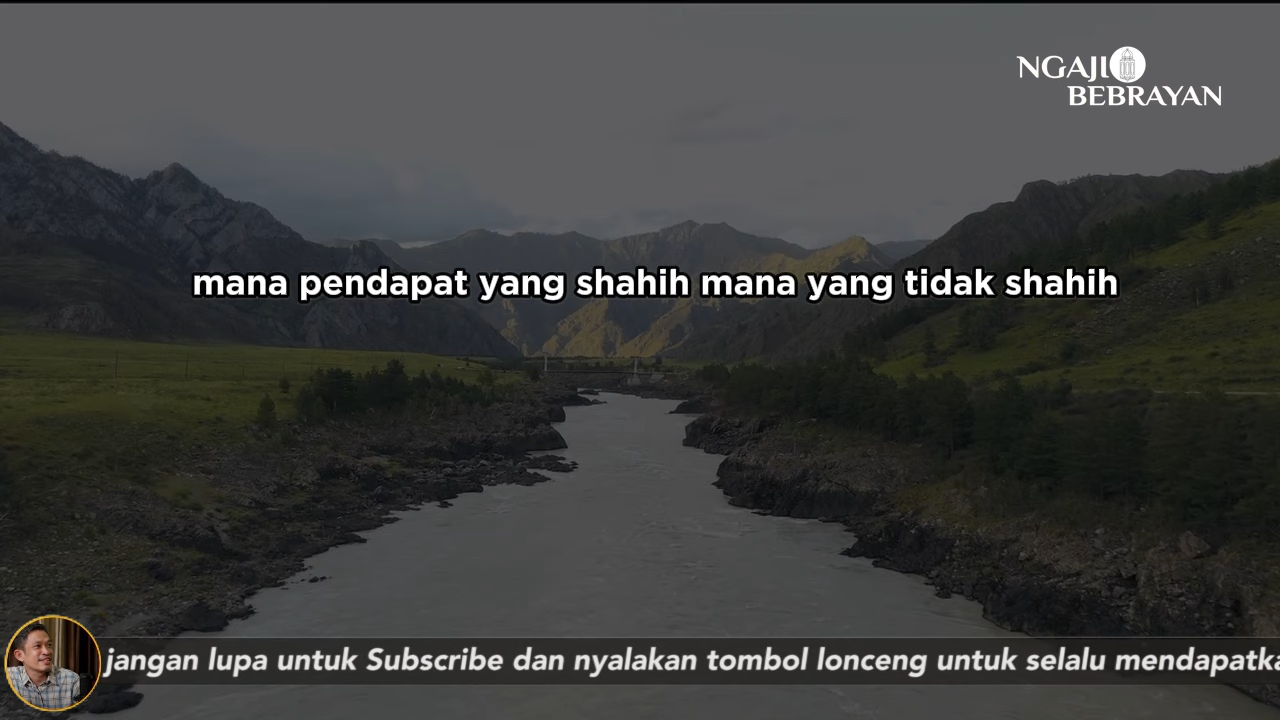 NGAJI
BEBRAYAN
mana pendapat yang shahih mana yang tidak shahih
jangan lupa untuk Subscribe dan nyalakan tombol lonceng untuk selalu mendapatka